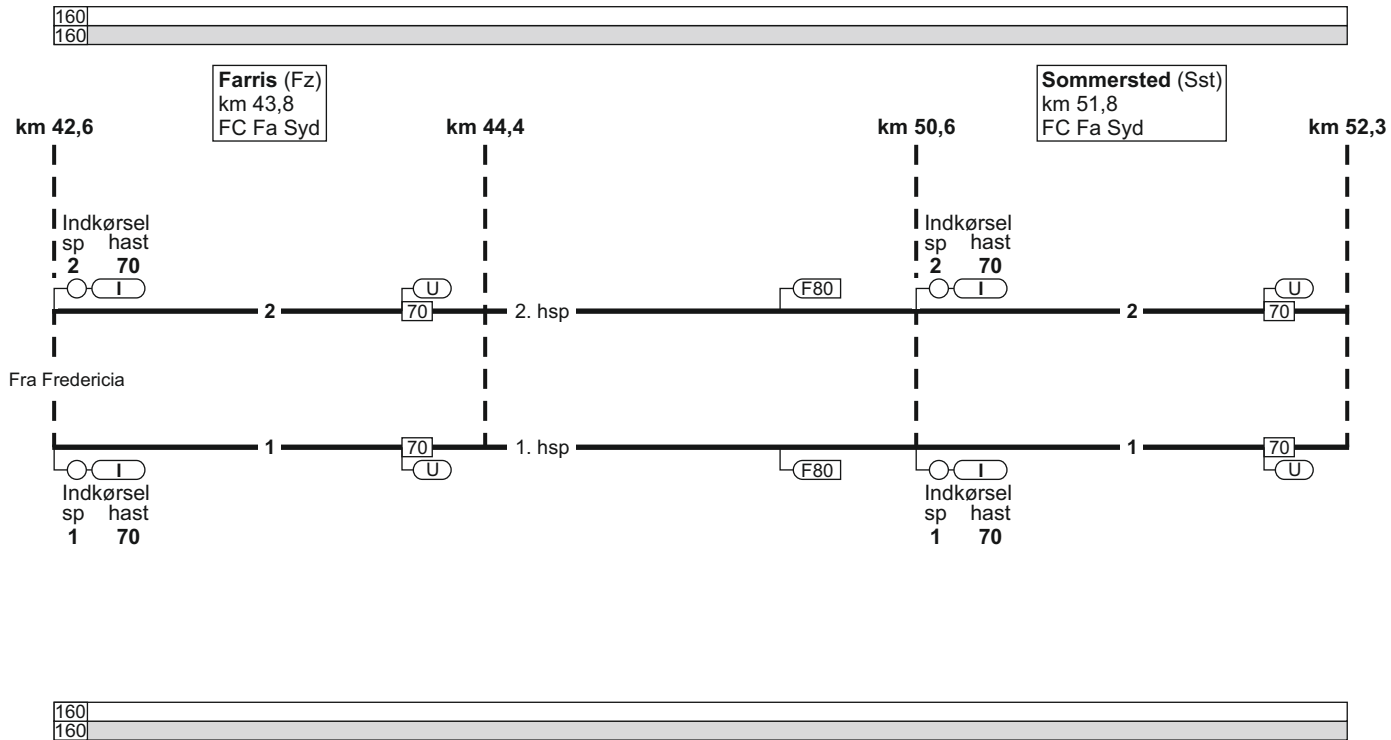 160
160
Farris (Fz)
km 43,8
FC Fa Syd
Sommersted (Sst)
km 51,8
FC Fa Syd
km 42,6
km 44,4
km 50,6
km 52,3
Indkørsel
sp hast
2 70
Indkørsel
sp hast
2 70
I
U
F80
I
U
2
70
2. hsp
2
70
Fra Fredericia
1
70
1. hsp
1
70
I
U
F80
I
U
Indkørsel
sp hast
1 70
Indkørsel
sp hast
1 70
160
160